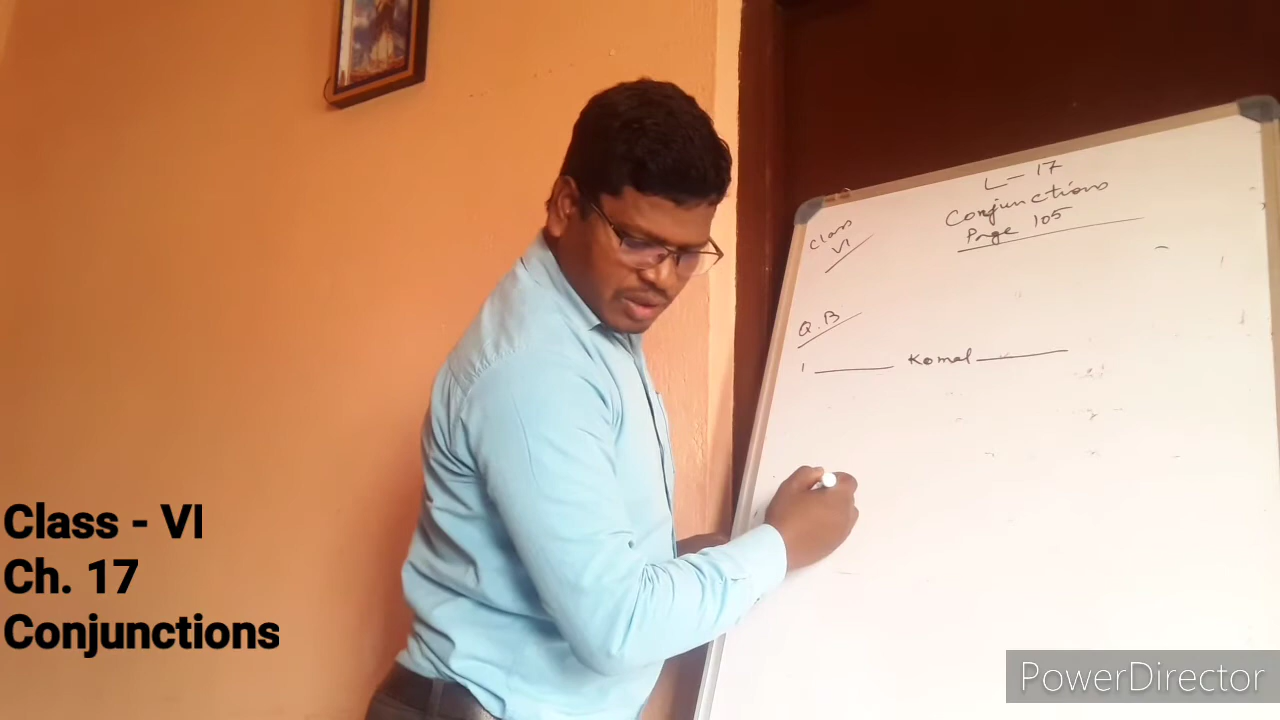 L - 17
Conjunctions
Page 105
Class
VI
Q.B
1 ______ Komal ______
Class - VI
Ch. 17
Conjunctions
PowerDirector